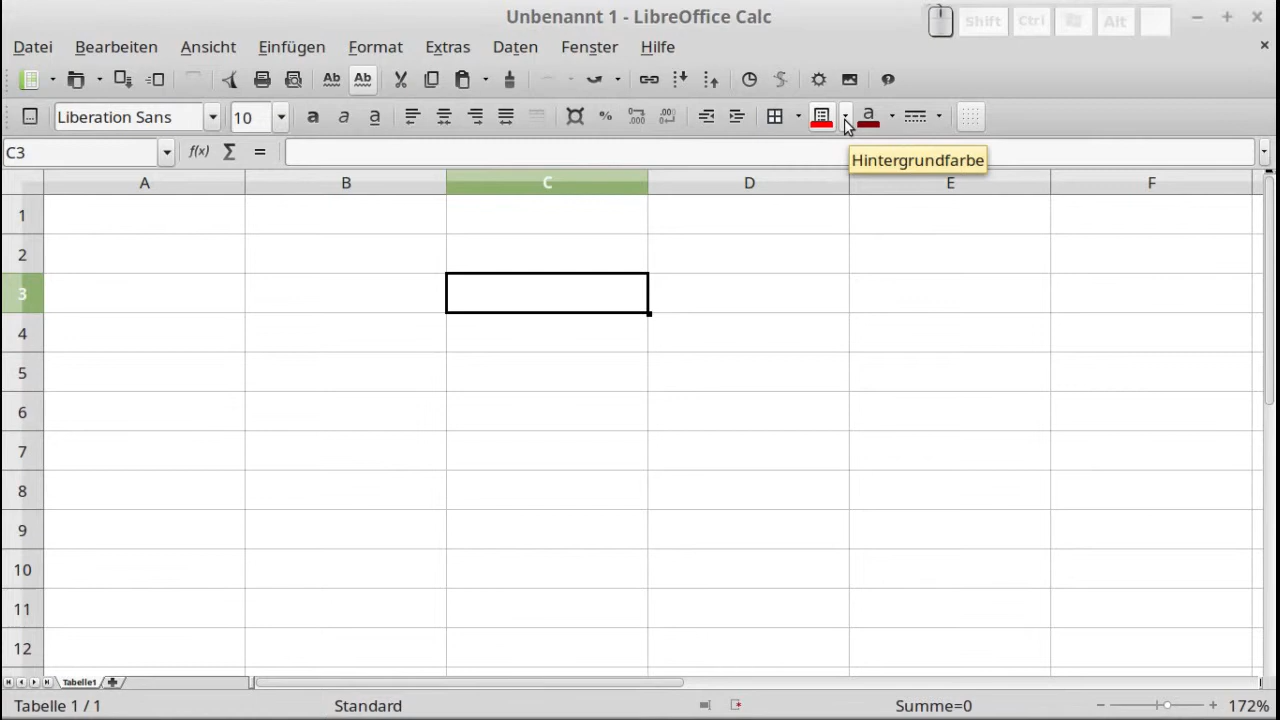 Unbenannt 1 - LibreOffice Calc
Shift Ctrl Alt
Datei Bearbeiten Ansicht Einfügen Format Extras Daten Fenster Hilfe
Liberation Sans 10
C3
Hintergrundfarbe
A B C D E F
1
2
3
4
5
6
7
8
9
10
11
12
Tabelle1
Tabelle 1 / 1 Standard Summe=0 172%